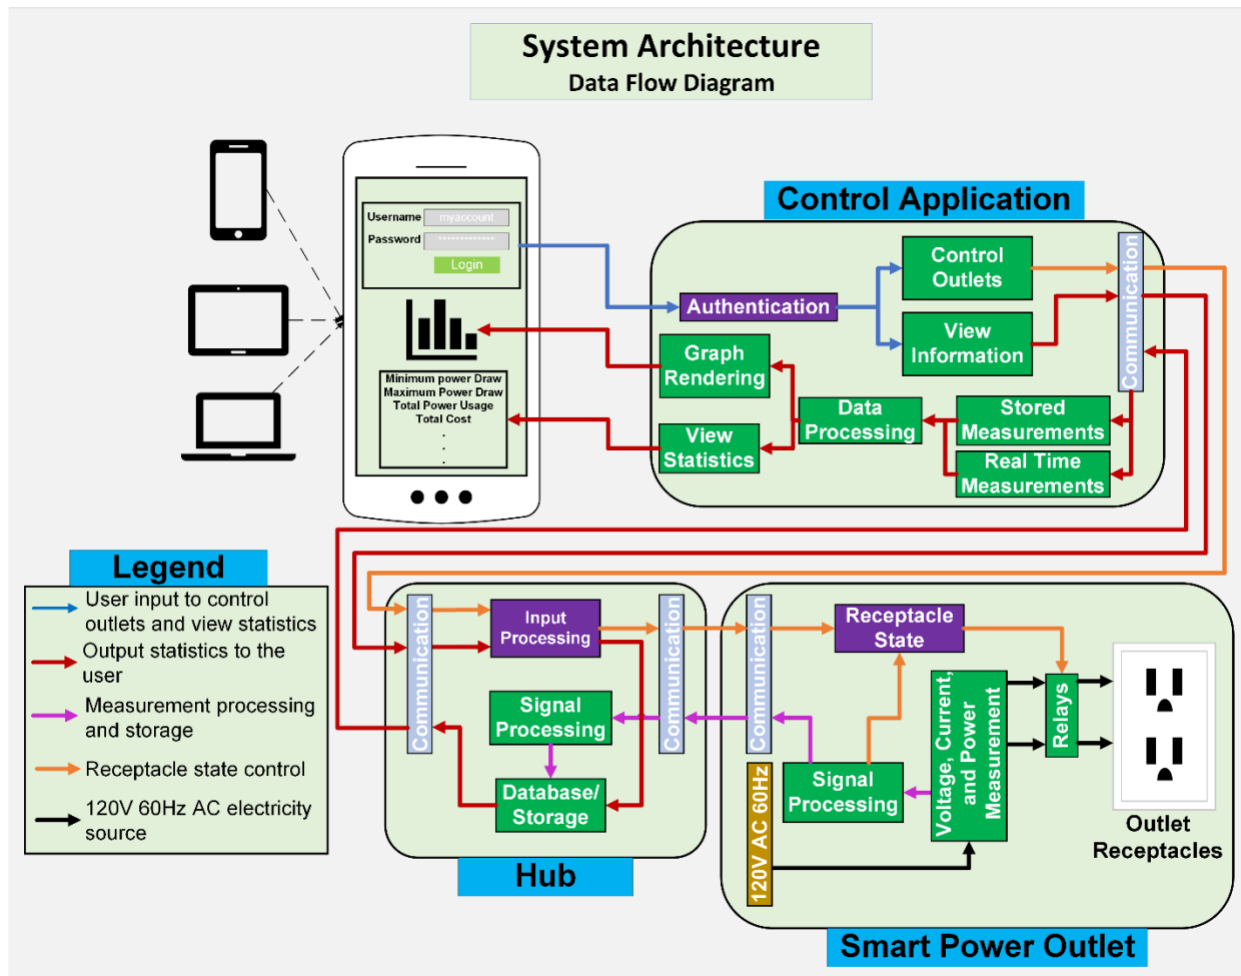 System Architecture
Data Flow Diagram
Username
myaccount
Password
*************
Login
Minimum power Draw
Maximum Power Draw
Total Power Usage
Total Cost
.
.
.
Control Application
Authentication
Control
Outlets
View
Information
Communication
Graph
Rendering
View
Statistics
Data
Processing
Stored
Measurements
Real Time
Measurements
Legend
User input to control
outlets and view statistics
Output statistics to the
user
Measurement processing
and storage
Receptacle state control
120V 60Hz AC electricity
source
Communication
Input
Processing
Signal
Processing
Database/
Storage
Communication
Hub
Communication
120V AC 60Hz
Receptacle
State
Signal
Processing
Voltage, Current,
and Power
Measurement
Relays
Outlet
Receptacles
Smart Power Outlet